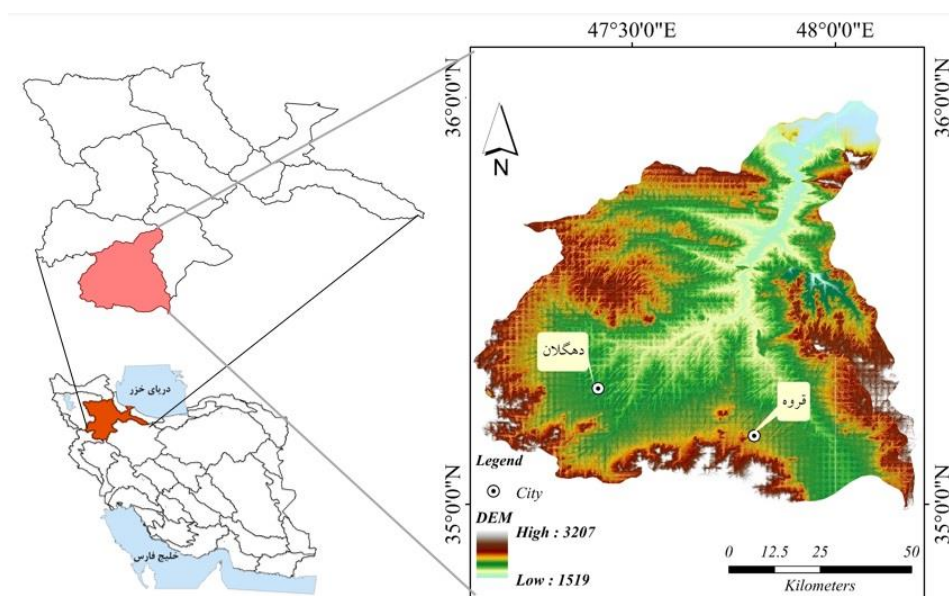 47°30'0"E
48°0'0"E
36°0'0"N
36°0'0"N
N
دریای خزر
دهگلان
قروه
Legend
City
35°0'0"N
35°0'0"N
DEM
High : 3207
Low : 1519
خلیج فارس
0 12.5 25 50
Kilometers